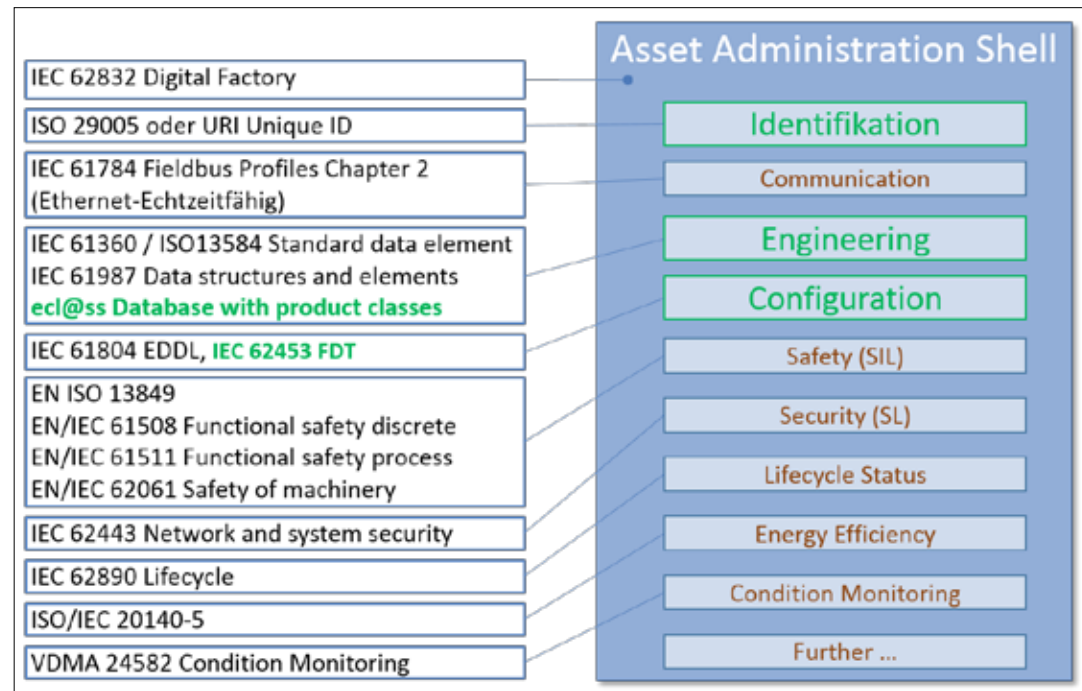 Asset Administration Shell
IEC 62832 Digital Factory
ISO 29005 oder URI Unique ID
Identifikation
IEC 61784 Fieldbus Profiles Chapter 2
(Ethernet-Echtzeitfähig)
Communication
IEC 61360 / ISO13584 Standard data element
IEC 61987 Data structures and elements
ecl@ss Database with product classes
Engineering
IEC 61804 EDDL, IEC 62453 FDT
Configuration
EN ISO 13849
EN/IEC 61508 Functional safety discrete
EN/IEC 61511 Functional safety process
EN/IEC 62061 Safety of machinery
Safety (SIL)
IEC 62443 Network and system security
Security (SL)
IEC 62890 Lifecycle
Lifecycle Status
ISO/IEC 20140-5
Energy Efficiency
VDMA 24582 Condition Monitoring
Condition Monitoring
Further ...